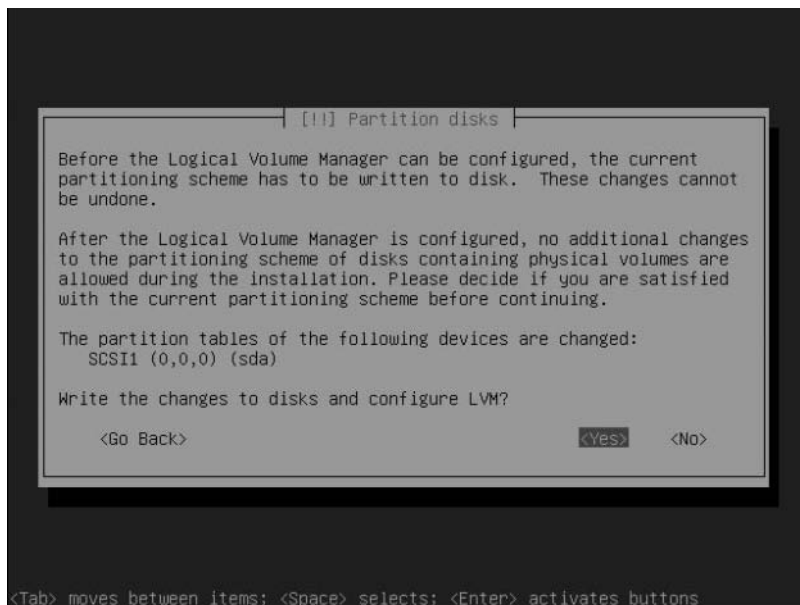 [!!] Partition disks
Before the Logical Volume Manager can be configured, the current
partitioning scheme has to be written to disk.  These changes cannot
be undone.
After the Logical Volume Manager is configured, no additional changes
to the partitioning scheme of disks containing physical volumes are
allowed during the installation. Please decide if you are satisfied
with the current partitioning scheme before continuing.
The partition tables of the following devices are changed:
SCSI1 (0,0,0) (sda)
Write the changes to disks and configure LVM?
<Go Back> <Yes> <No>
<Tab> moves between items; <Space> selects; <Enter> activates buttons